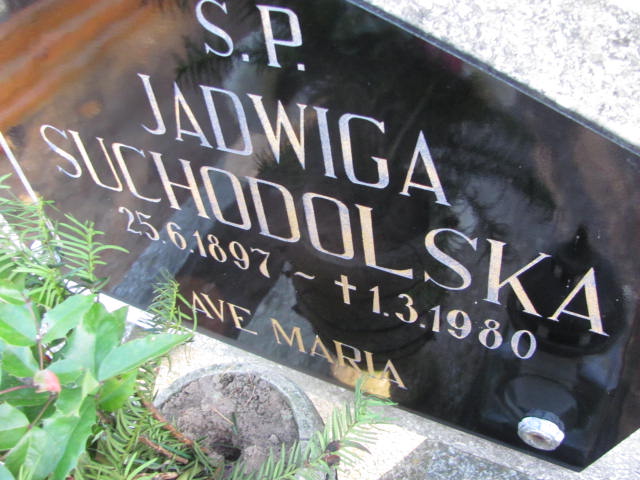 S.P.
JADWIGA
SUCHODOLSKA
25.6.1897 ~ ✝1.3.1980
AVE MARIA